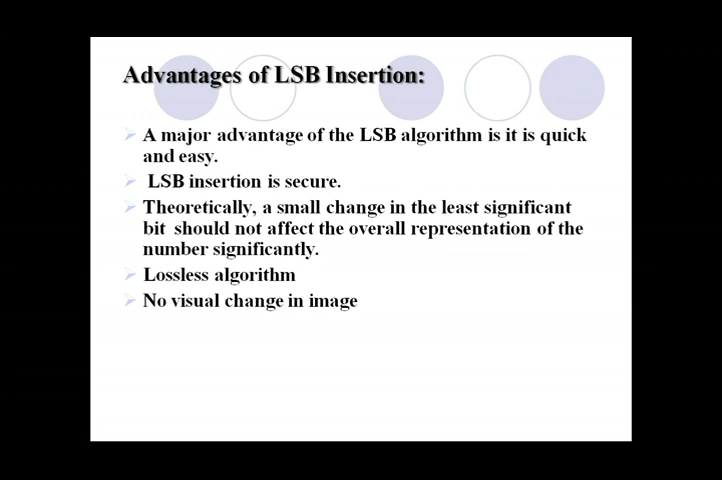 Advantages of LSB Insertion:
A major advantage of the LSB algorithm is it is quick
and easy.
LSB insertion is secure.
Theoretically, a small change in the least significant
bit should not affect the overall representation of the
number significantly.
Lossless algorithm
No visual change in image